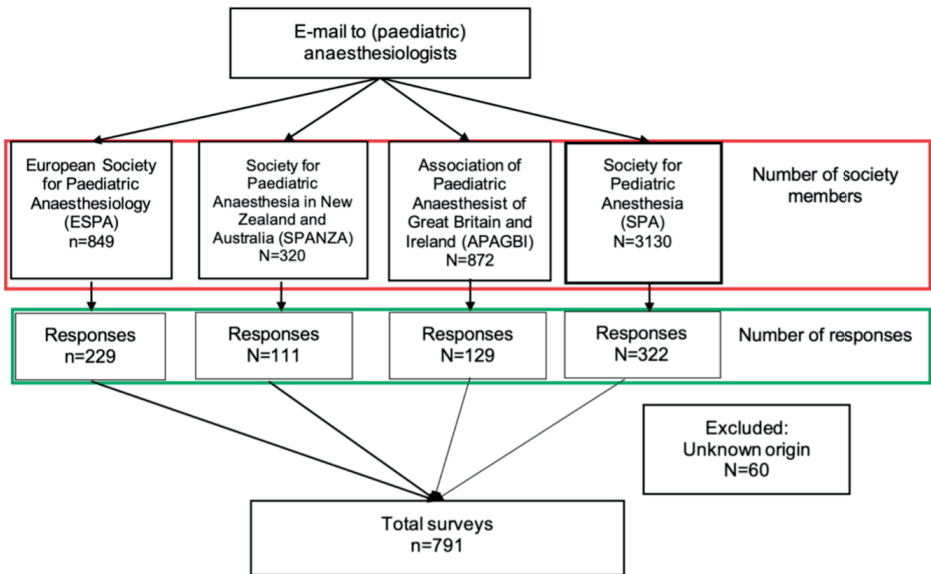 E-mail to (paediatric)
anaesthesiologists
European Society
for Paediatric
Anaesthesiology
(ESPA)
n=849
Society for
Paediatric
Anaesthesia in New
Zealand and
Australia (SPANZA)
N=320
Association of
Paediatric
Anaesthesist of
Great Britain and
Ireland (APAGBI)
N=872
Society for
Pediatric
Anesthesia
(SPA)
N=3130
Number of society
members
Responses
n=229
Responses
N=111
Responses
N=129
Responses
N=322
Number of responses
Excluded:
Unknown origin
N=60
Total surveys
n=791